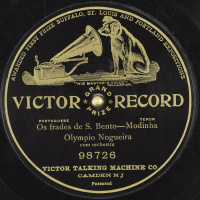 AWARDED FIRST PRIZE BUFFALO, ST. LOUIS AND PORTLAND EXPOSITIONS
"HIS MASTER'S VOICE"
GRAND PRIZE
VICTOR RECORD
PORTUGUESE TENOR
Os frades de S. Bento—Modinha
Olympio Nogueira
com orchestra
98726
VICTOR TALKING MACHINE CO
CAMDEN N J
Patented